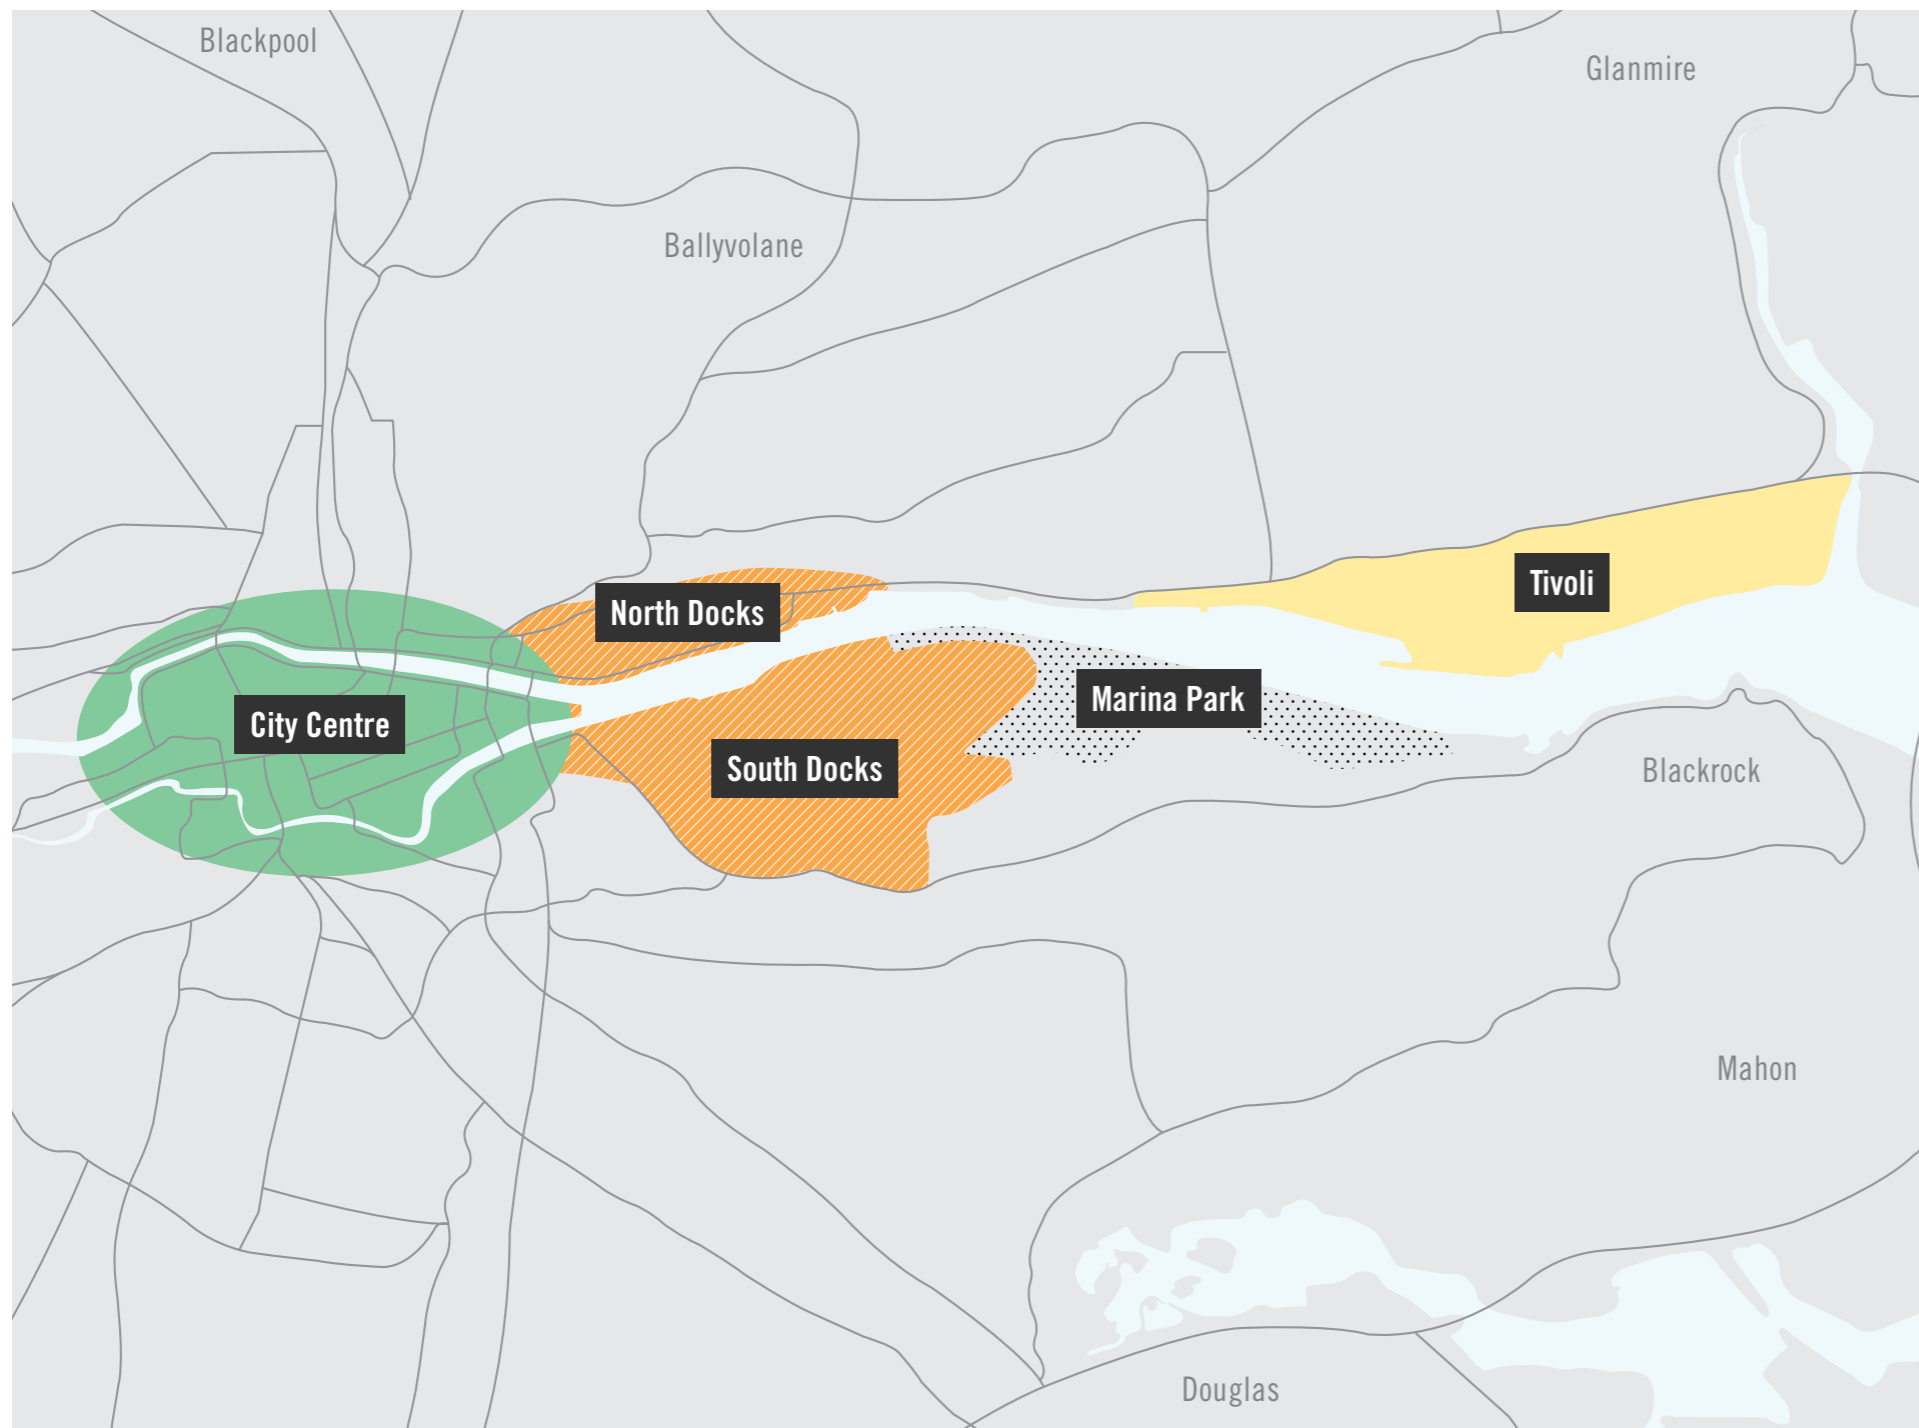 Blackpool
Glanmire
Ballyvolane
Tivoli
North Docks
Marina Park
City Centre
South Docks
Blackrock
Mahon
Douglas